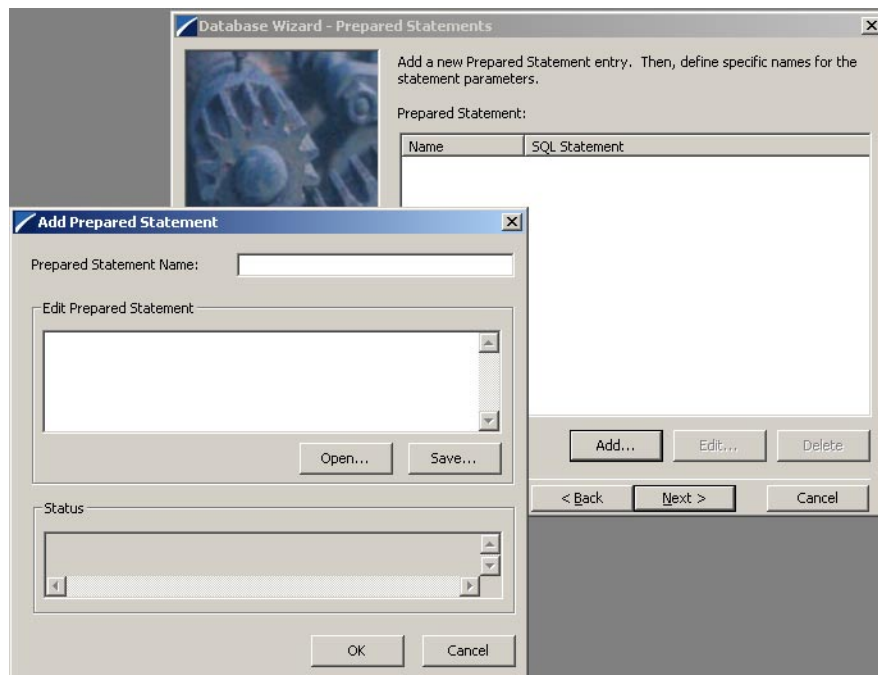 Database Wizard - Prepared Statements
Add a new Prepared Statement entry. Then, define specific names for the
statement parameters.
Prepared Statement:
Name SQL Statement
Add... Edit... Delete
< Back Next > Cancel
Add Prepared Statement
Prepared Statement Name:
Edit Prepared Statement
Open... Save...
Status
OK Cancel